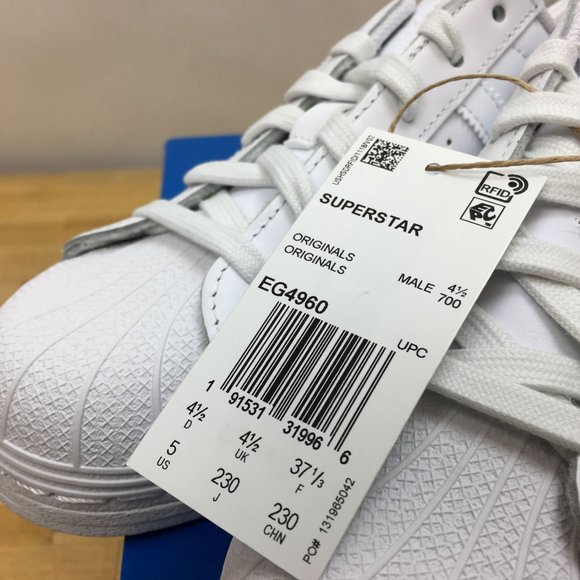 RFID
SUPERSTAR
ORIGINALS
ORIGINALS
MALE 4½
700
EG4960
UPC
1 91531 31996 6
4½ D
4½ UK
37⅓ F
5 US
230 J
230 CHN
PO# 131965042